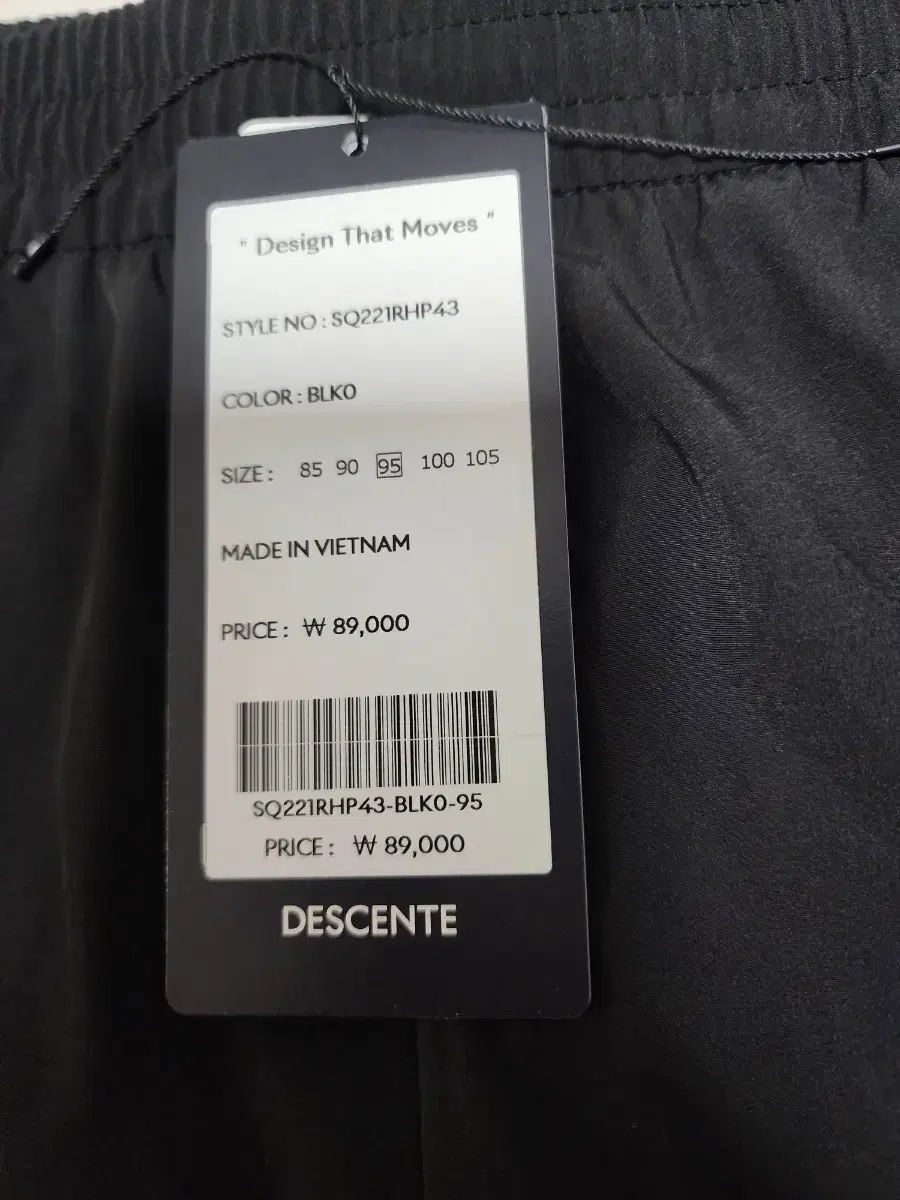 " Design That Moves "
STYLE NO : SQ221RHP43
COLOR : BLK0
SIZE : 85 90 95 100 105
MADE IN VIETNAM
PRICE : ₩ 89,000
SQ221RHP43-BLK0-95
PRICE : ₩ 89,000
DESCENTE